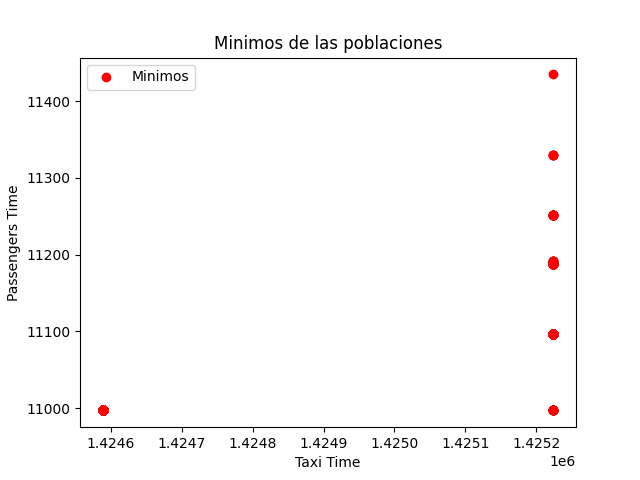 Minimos de las poblaciones
Minimos
Passengers Time
11400
11300
11200
11100
11000
1.4246 1.4247 1.4248 1.4249 1.4250 1.4251 1.4252
1e6
Taxi Time